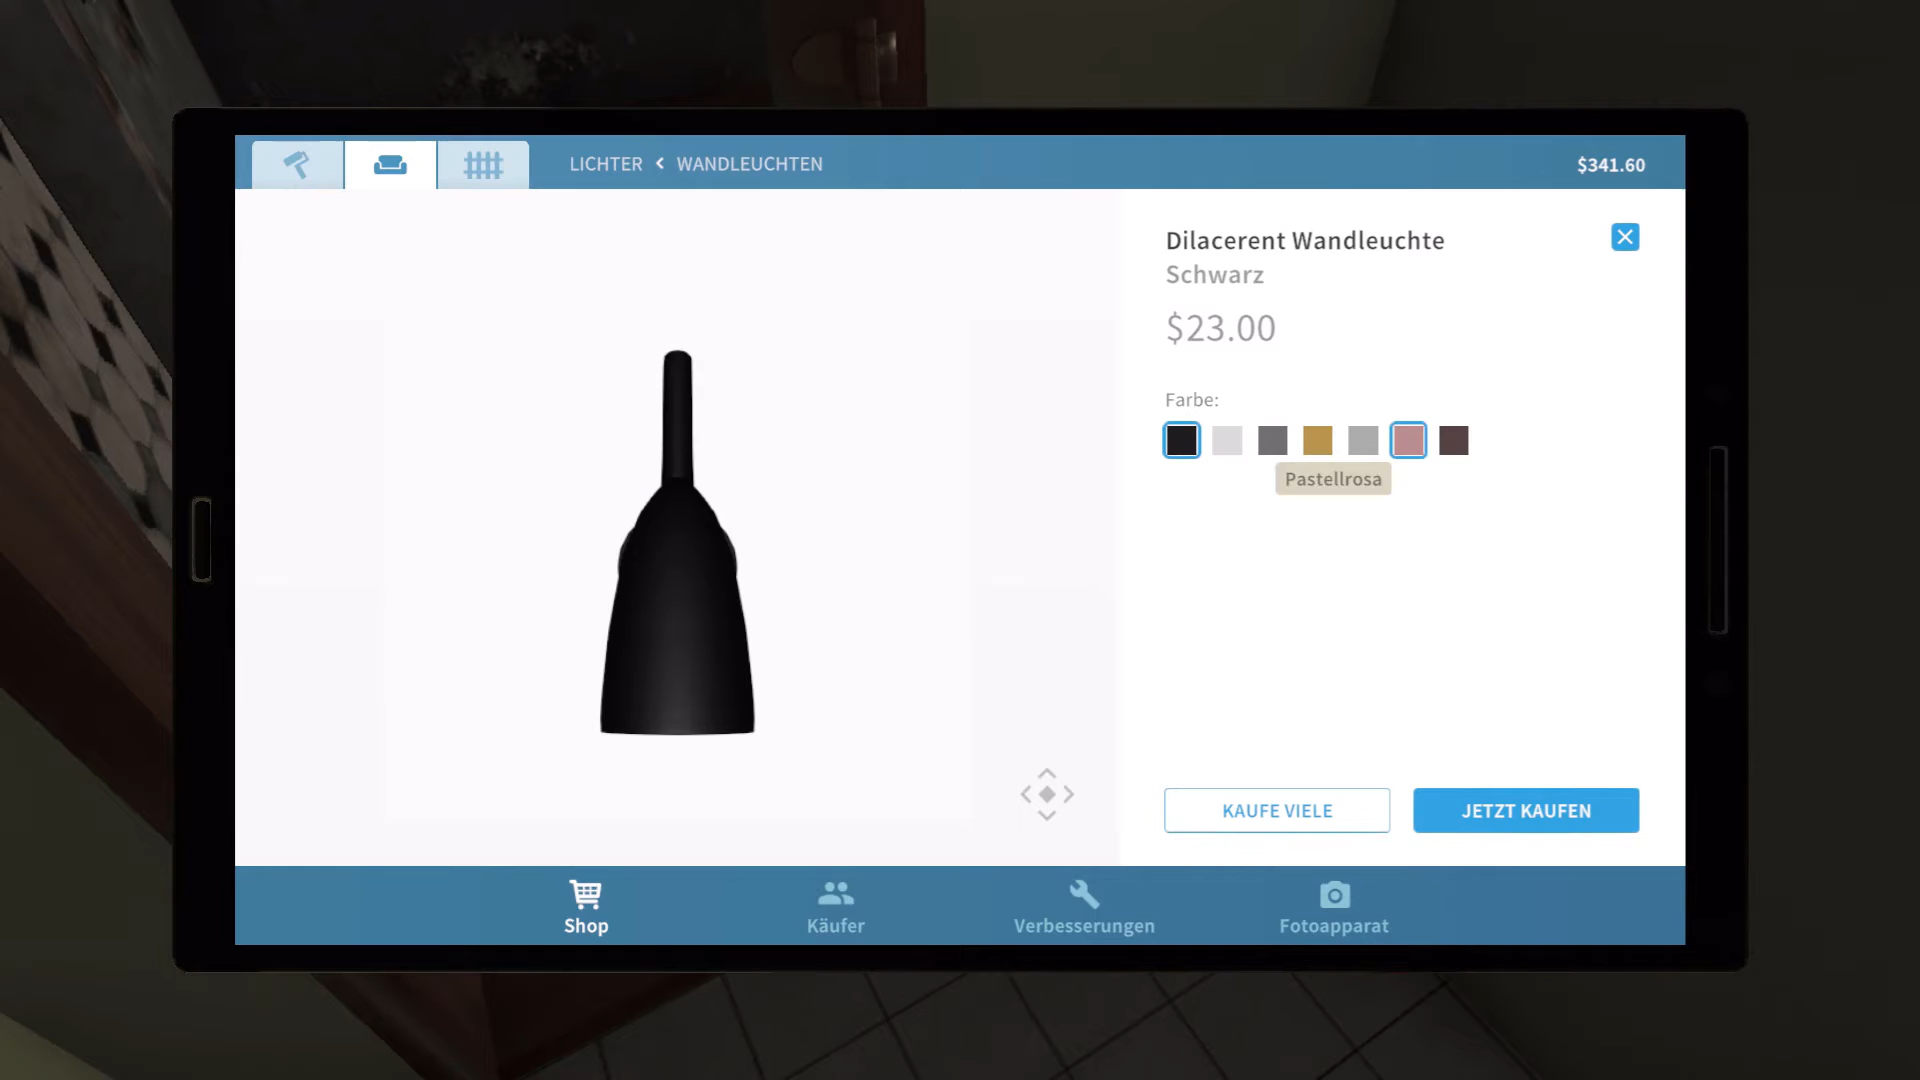 LICHTER < WANDLEUCHTEN
$341.60
Dilacerent Wandleuchte
Schwarz
$23.00
Farbe:
Pastellrosa
KAUFE VIELE
JETZT KAUFEN
Shop
Käufer
Verbesserungen
Fotoapparat